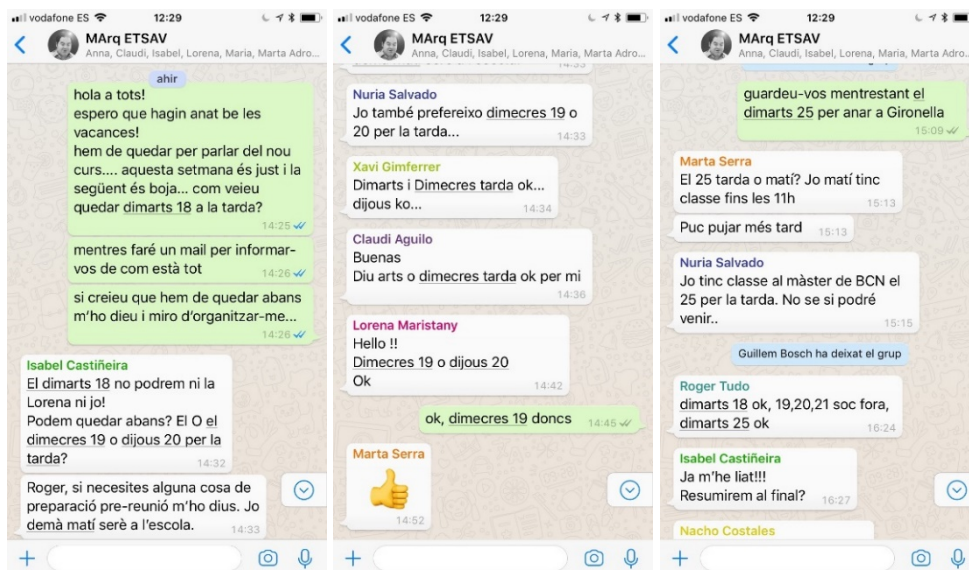 vodafone ES 12:29
MArq ETSAV
Anna, Claudi, Isabel, Lorena, Maria, Marta Adro...
ahir
hola a tots!
espero que hagin anat be les
vacances!
hem de quedar per parlar del nou
curs.... aquesta setmana és just i la
següent és boja... com veieu
quedar dimarts 18 a la tarda?
14:25
mentres faré un mail per informar-
vos de com està tot
14:26
si creieu que hem de quedar abans
m'ho dieu i miro d'organitzar-me...
14:26
Isabel Castiñeira
El dimarts 18 no podrem ni la
Lorena ni jo!
Podem quedar abans? El O el
dimecres 19 o dijous 20 per la
tarda?
14:32
Roger, si necesites alguna cosa de
preparació pre-reunió m'ho dius. Jo
demà matí serè a l'escola.
14:33
vodafone ES 12:29
MArq ETSAV
Anna, Claudi, Isabel, Lorena, Maria, Marta Adro...
14:33
Nuria Salvado
Jo també prefereixo dimecres 19 o
20 per la tarda...
14:33
Xavi Gimferrer
Dimarts i Dimecres tarda ok...
dijous ko...
14:34
Claudi Aguilo
Buenas
Diu arts o dimecres tarda ok per mi
14:36
Lorena Maristany
Hello !!
Dimecres 19 o dijous 20
Ok
14:42
ok, dimecres 19 doncs 14:45
Marta Serra
14:52
vodafone ES 12:29
MArq ETSAV
Anna, Claudi, Isabel, Lorena, Maria, Marta Adro...
guardeu-vos mentrestant el
dimarts 25 per anar a Gironella
15:09
Marta Serra
El 25 tarda o matí? Jo matí tinc
classe fins les 11h
15:13
Puc pujar més tard 15:13
Nuria Salvado
Jo tinc classe al màster de BCN el
25 per la tarda. No se si podré
venir..
15:15
Guillem Bosch ha deixat el grup
Roger Tudo
dimarts 18 ok, 19,20,21 soc fora,
dimarts 25 ok
16:24
Isabel Castiñeira
Ja m'he liat!!!
Resumirem al final? 16:27
Nacho Costales